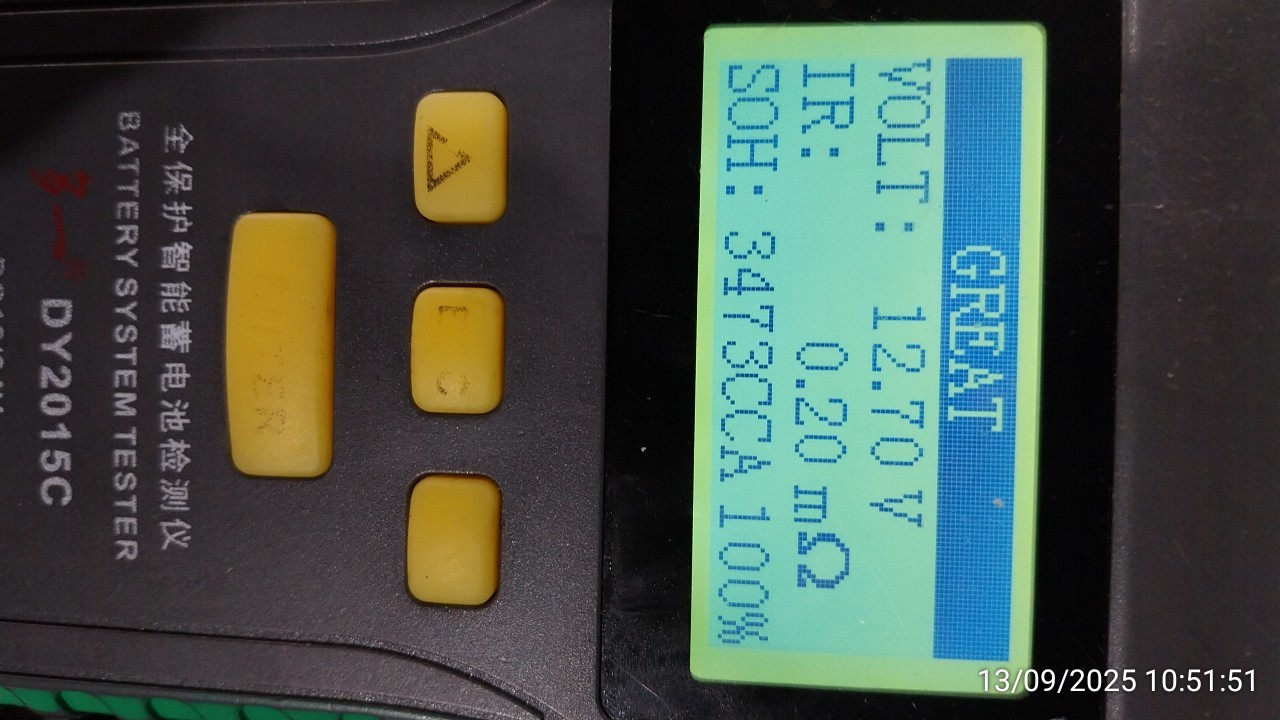 GREAT
VOLT: 12.70 V
IR: 0.20 mΩ
SOH: 3473CCA 100%
全保护智能蓄电池检测仪
BATTERY SYSTEM TESTER
DY2015C
13/09/2025 10:51:51